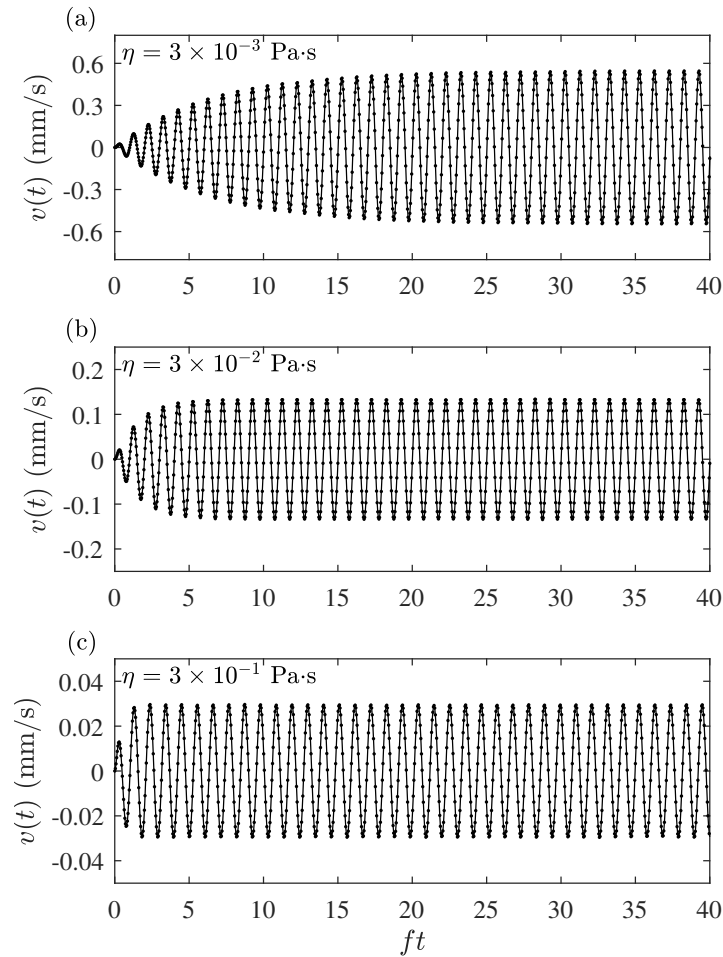 (a)
η = 3 × 10⁻³ Pa·s
0.6
0.3
0
-0.3
-0.6
v(t) (mm/s)
0 5 10 15 20 25 30 35 40
(b)
η = 3 × 10⁻² Pa·s
0.2
0.1
0
-0.1
-0.2
v(t) (mm/s)
0 5 10 15 20 25 30 35 40
(c)
η = 3 × 10⁻¹ Pa·s
0.04
0.02
0
-0.02
-0.04
v(t) (mm/s)
0 5 10 15 20 25 30 35 40
ft